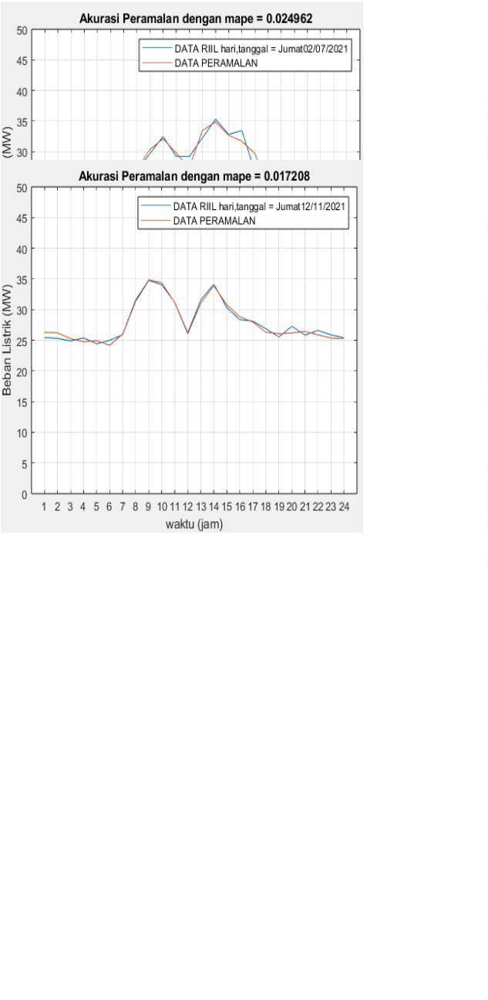 Akurasi Peramalan dengan mape = 0.024962
50
DATA RIIL hari,tanggal = Jumat02/07/2021
DATA PERAMALAN
45
40
35
30
(MW)
Akurasi Peramalan dengan mape = 0.017208
50
DATA RIIL hari,tanggal = Jumat12/11/2021
DATA PERAMALAN
45
40
35
30
25
20
15
10
5
0
Beban Listrik (MW)
1 2 3 4 5 6 7 8 9 10 11 12 13 14 15 16 17 18 19 20 21 22 23 24
waktu (jam)